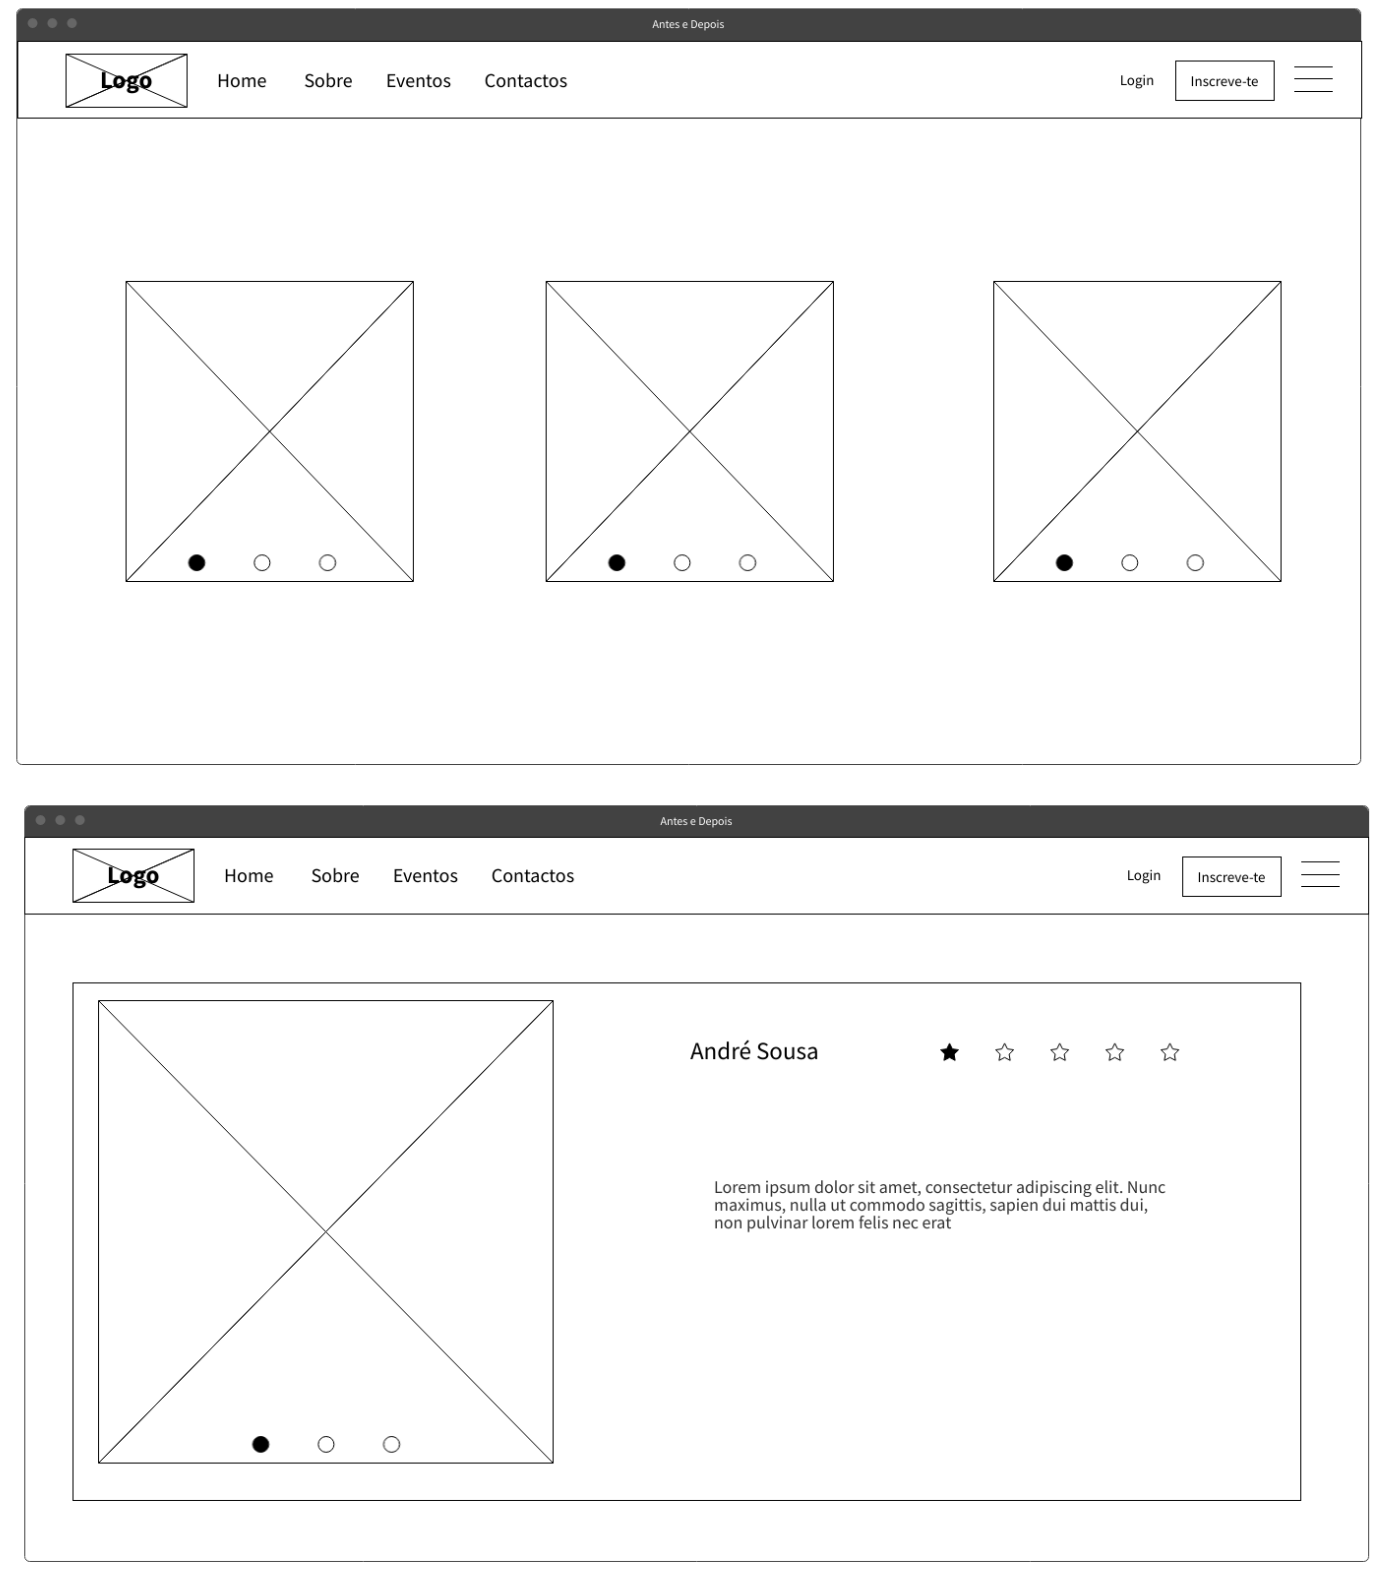 Antes e Depois
Logo
Home
Sobre
Eventos
Contactos
Login
Inscreve-te
Antes e Depois
Logo
Home
Sobre
Eventos
Contactos
Login
Inscreve-te
André Sousa
Lorem ipsum dolor sit amet, consectetur adipiscing elit. Nunc
maximus, nulla ut commodo sagittis, sapien dui mattis dui,
non pulvinar lorem felis nec erat